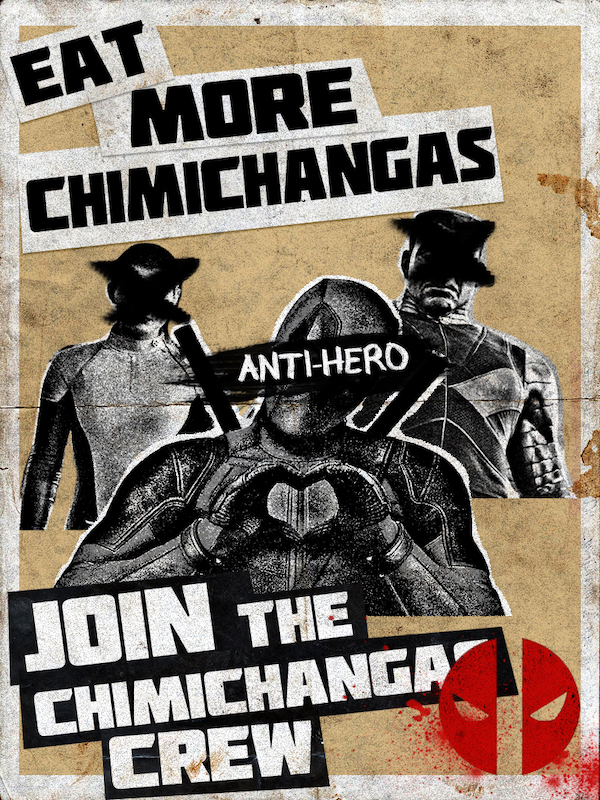 EAT
MORE
CHIMICHANGAS
ANTI-HERO
JOIN THE
CHIMICHANGAS
CREW